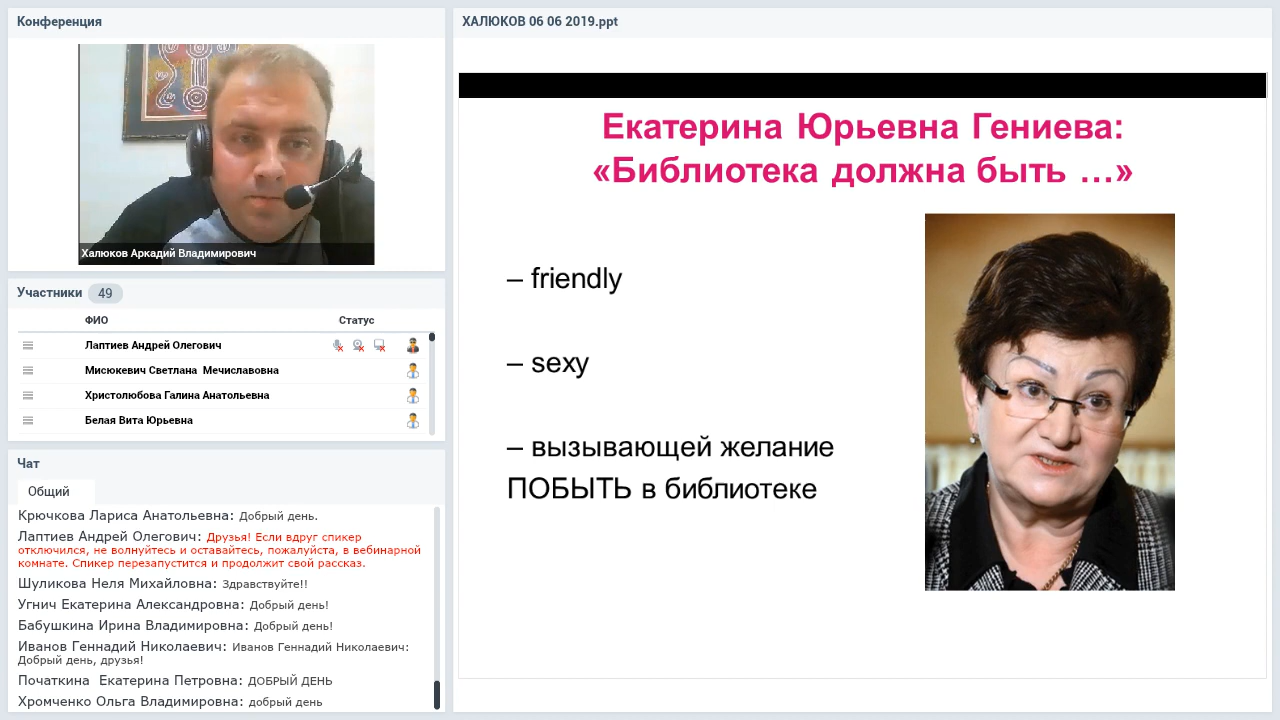 Конференция
Халюков Аркадий Владимирович
Участники 49
ФИО Статус
Лаптиев Андрей Олегович
Мисюкевич Светлана Мечиславовна
Христолюбова Галина Анатольевна
Белая Вита Юрьевна
Чат
Общий
Крючкова Лариса Анатольевна: Добрый день.
Лаптиев Андрей Олегович: Друзья! Если вдруг спикер
отключился, не волнуйтесь и оставайтесь, пожалуйста, в вебинарной
комнате. Спикер перезапустится и продолжит свой рассказ.
Шуликова Неля Михайловна: Здравствуйте!!
Угнич Екатерина Александровна: Добрый день!
Бабушкина Ирина Владимировна: Добрый день!
Иванов Геннадий Николаевич: Иванов Геннадий Николаевич:
Добрый день, друзья!
Початкина Екатерина Петровна: ДОБРЫЙ ДЕНЬ
Хромченко Ольга Владимировна: добрый день
ХАЛЮКОВ 06 06 2019.ppt
Екатерина Юрьевна Гениева:
«Библиотека должна быть ...»
– friendly
– sexy
– вызывающей желание
ПОБЫТЬ в библиотеке